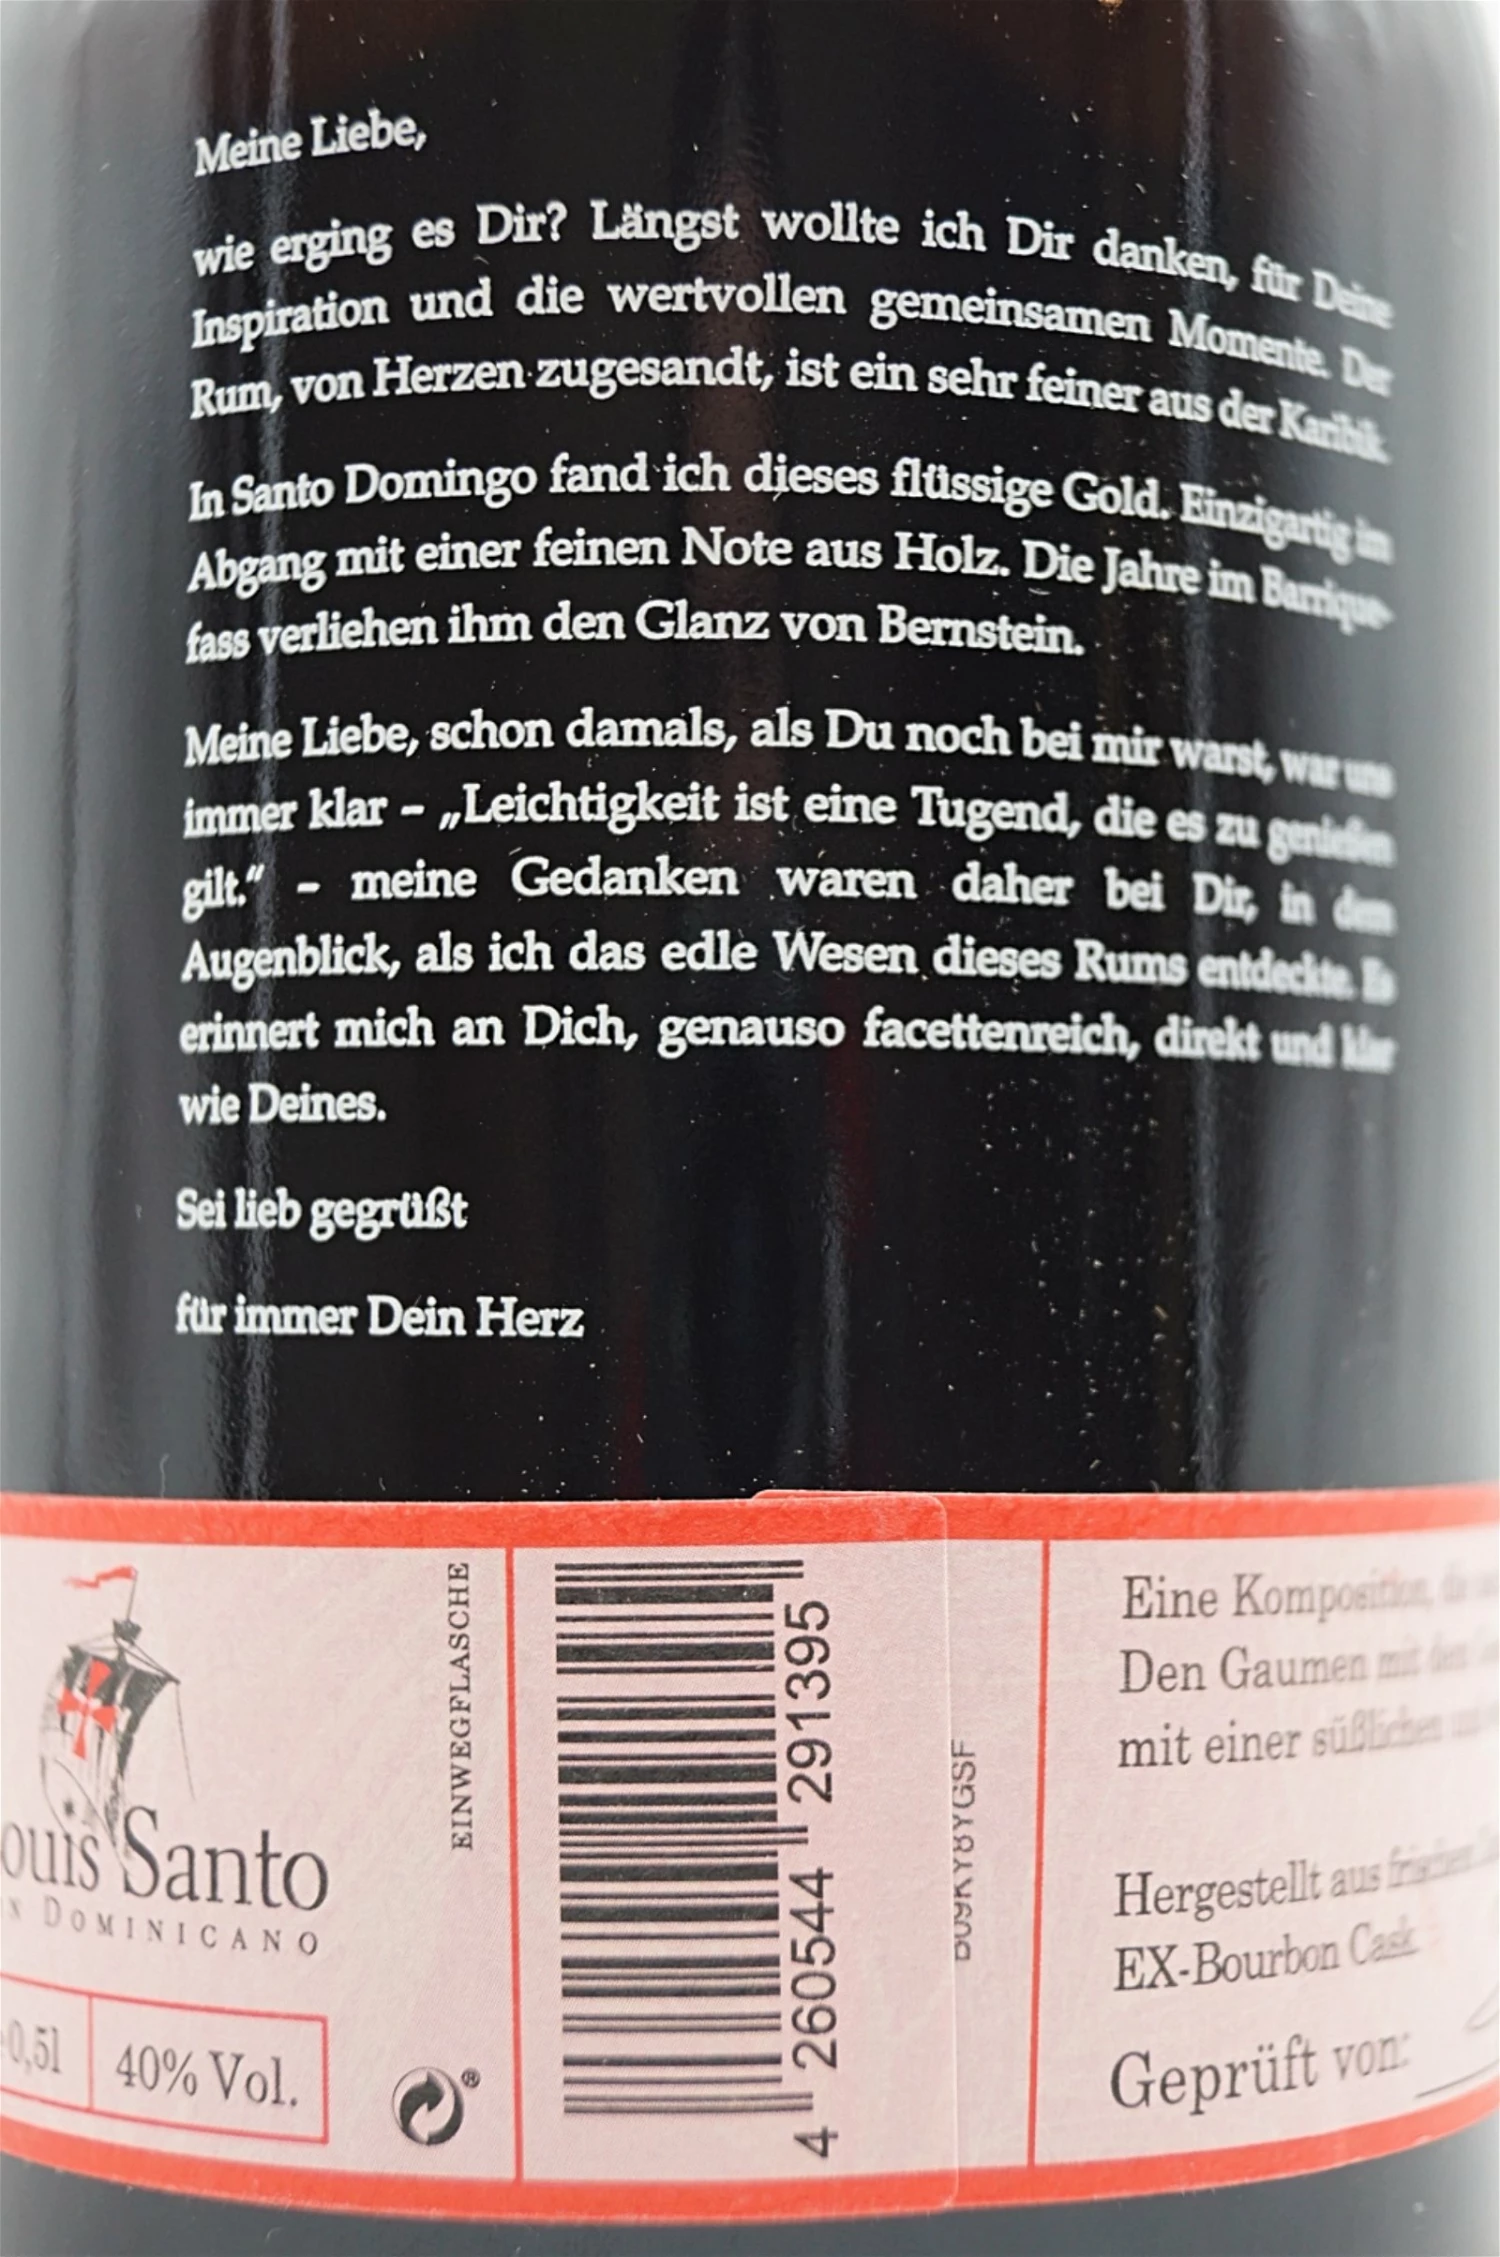 Meine Liebe,
wie erging es Dir? Längst wollte ich Dir danken, für Deine
Inspiration und die wertvollen gemeinsamen Momente. Der
Rum, von Herzen zugesandt, ist ein sehr feiner aus der Karibik.
In Santo Domingo fand ich dieses flüssige Gold. Einzigartig im
Abgang mit einer feinen Note aus Holz. Die Jahre im Barrique-
fass verliehen ihm den Glanz von Bernstein.
Meine Liebe, schon damals, als Du noch bei mir warst, war uns
immer klar – „Leichtigkeit ist eine Tugend, die es zu genießen
gilt.“ – meine Gedanken waren daher bei Dir, in dem
Augenblick, als ich das edle Wesen dieses Rums entdeckte. Es
erinnert mich an Dich, genauso facettenreich, direkt und klar
wie Deines.
Sei lieb gegrüßt
für immer Dein Herz
ouis Santo
N DOMINICANO
0,5l
40% Vol.
EINWEGFLASCHE
®
4 260544 291395
Eine Komposition,
Den Gaumen mit
mit einer süßlichen
Hergestellt aus frischen
EX-Bourbon Cask
Geprüft von: